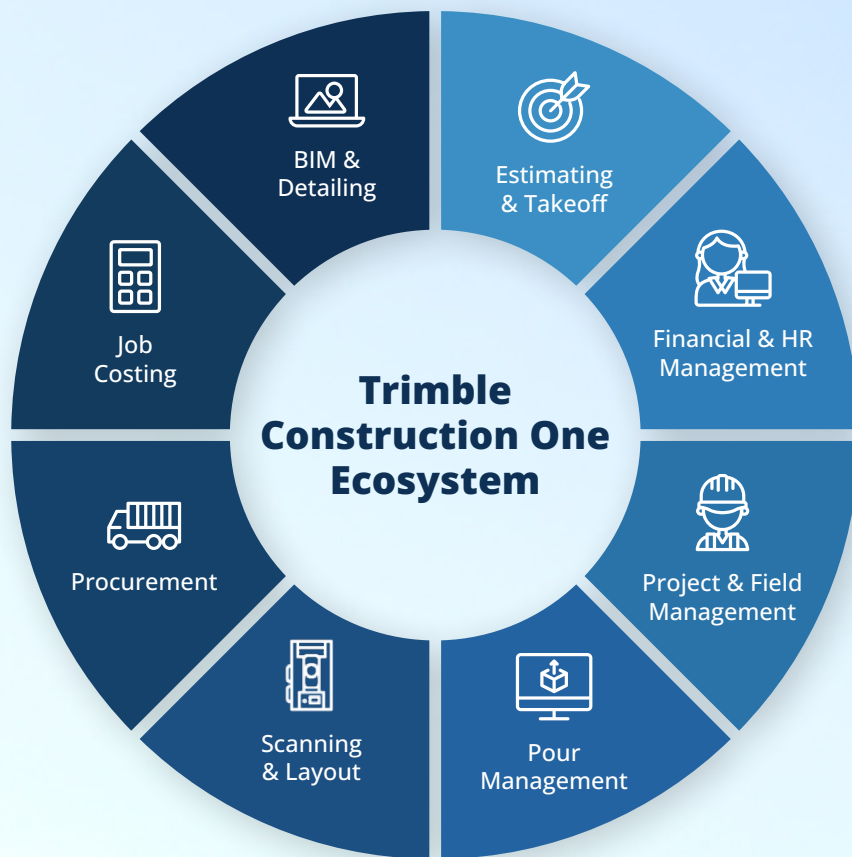 BIM &
Detailing
Estimating
& Takeoff
Financial & HR
Management
Project & Field
Management
Pour
Management
Scanning
& Layout
Procurement
Job
Costing
Trimble
Construction One
Ecosystem